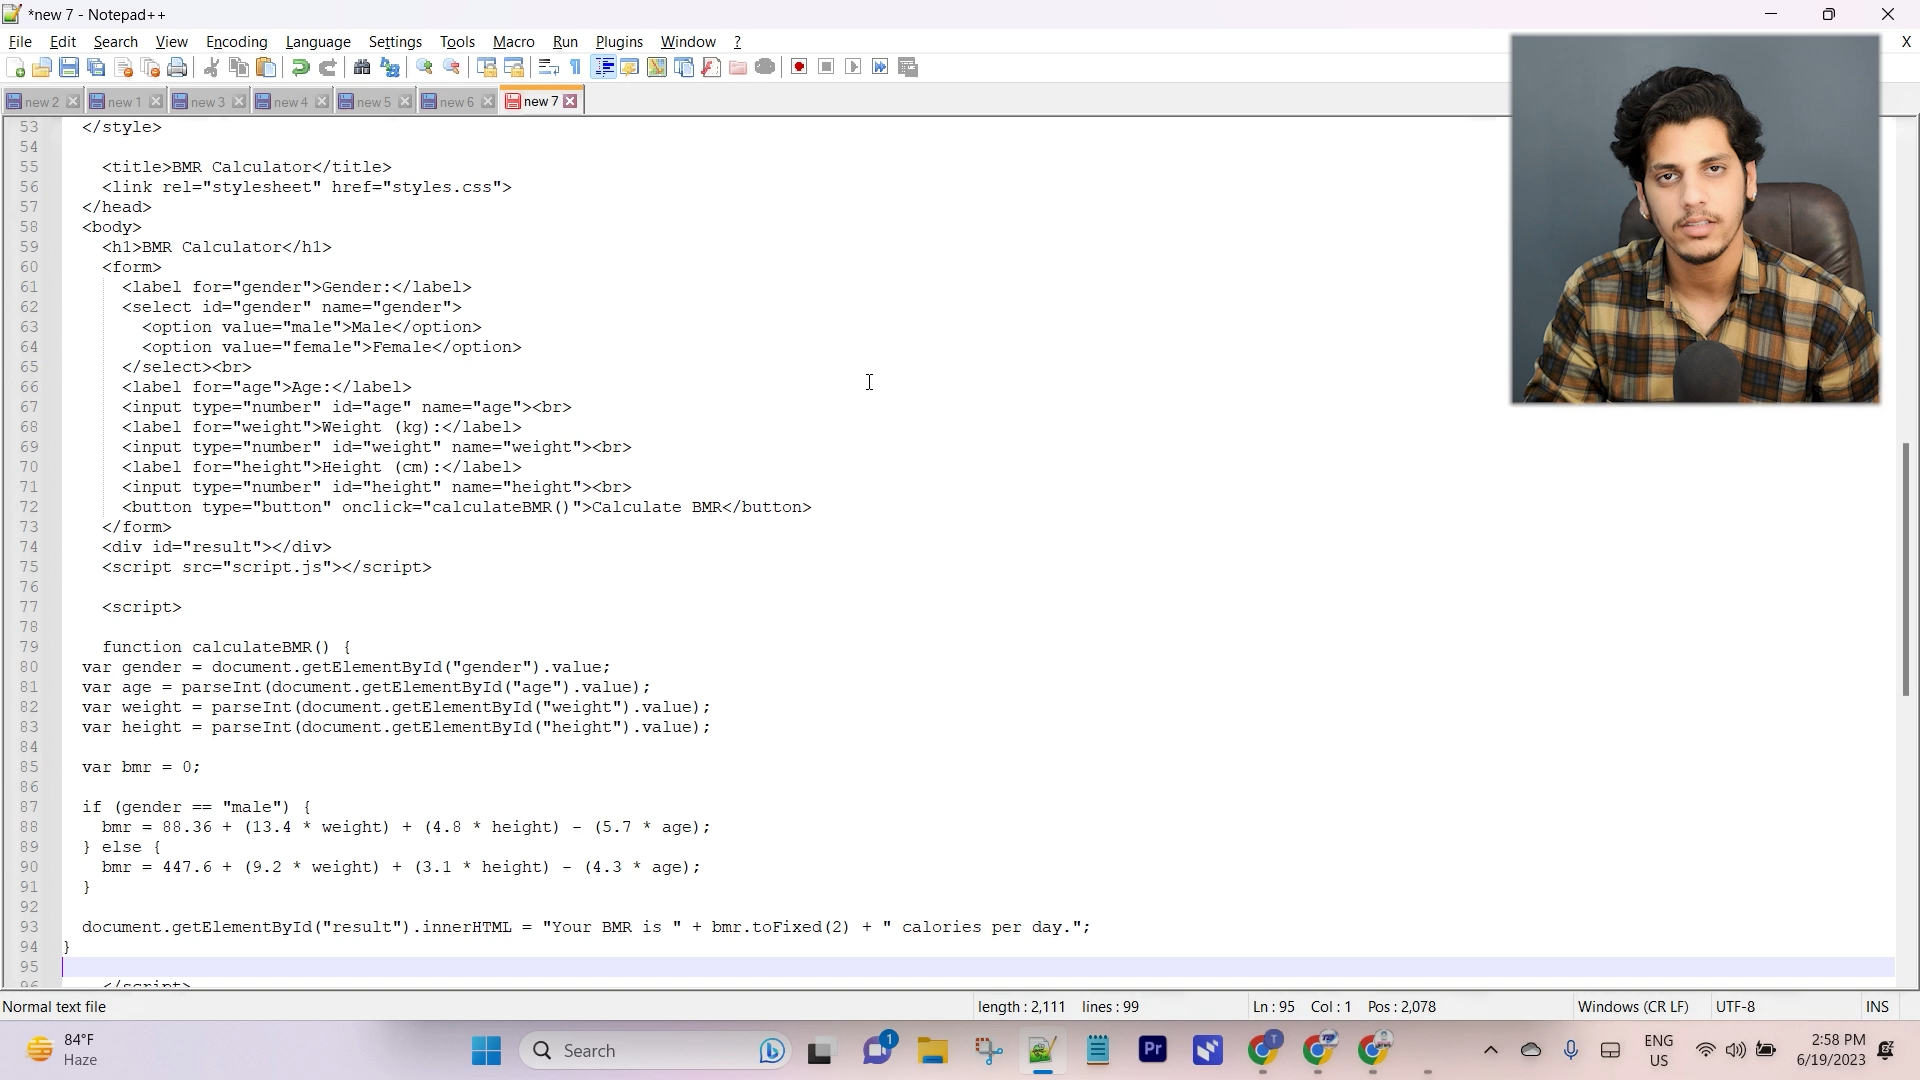 *new 7 - Notepad++
File Edit Search View Encoding Language Settings Tools Macro Run Plugins Window ?
X
new 2 new 1 new 3 new 4 new 5 new 6 new 7
53 </style>
54
55 <title>BMR Calculator</title>
56 <link rel="stylesheet" href="styles.css">
57 </head>
58 <body>
59 <h1>BMR Calculator</h1>
60 <form>
61 <label for="gender">Gender:</label>
62 <select id="gender" name="gender">
63 <option value="male">Male</option>
64 <option value="female">Female</option>
65 </select><br>
66 <label for="age">Age:</label>
67 <input type="number" id="age" name="age"><br>
68 <label for="weight">Weight (kg):</label>
69 <input type="number" id="weight" name="weight"><br>
70 <label for="height">Height (cm):</label>
71 <input type="number" id="height" name="height"><br>
72 <button type="button" onclick="calculateBMR()">Calculate BMR</button>
73 </form>
74 <div id="result"></div>
75 <script src="script.js"></script>
76
77 <script>
78
79 function calculateBMR() {
80 var gender = document.getElementById("gender").value;
81 var age = parseInt(document.getElementById("age").value);
82 var weight = parseInt(document.getElementById("weight").value);
83 var height = parseInt(document.getElementById("height").value);
84
85 var bmr = 0;
86
87 if (gender == "male") {
88 bmr = 88.36 + (13.4 * weight) + (4.8 * height) - (5.7 * age);
89 } else {
90 bmr = 447.6 + (9.2 * weight) + (3.1 * height) - (4.3 * age);
91 }
92
93 document.getElementById("result").innerHTML = "Your BMR is " + bmr.toFixed(2) + " calories per day.";
94 }
95
96 </script>
Normal text file length : 2,111 lines : 99 Ln : 95 Col : 1 Pos : 2,078 Windows (CR LF) UTF-8 INS
84°F
Haze
Search
1
Pr
T
ENG
US
2:58 PM
6/19/2023